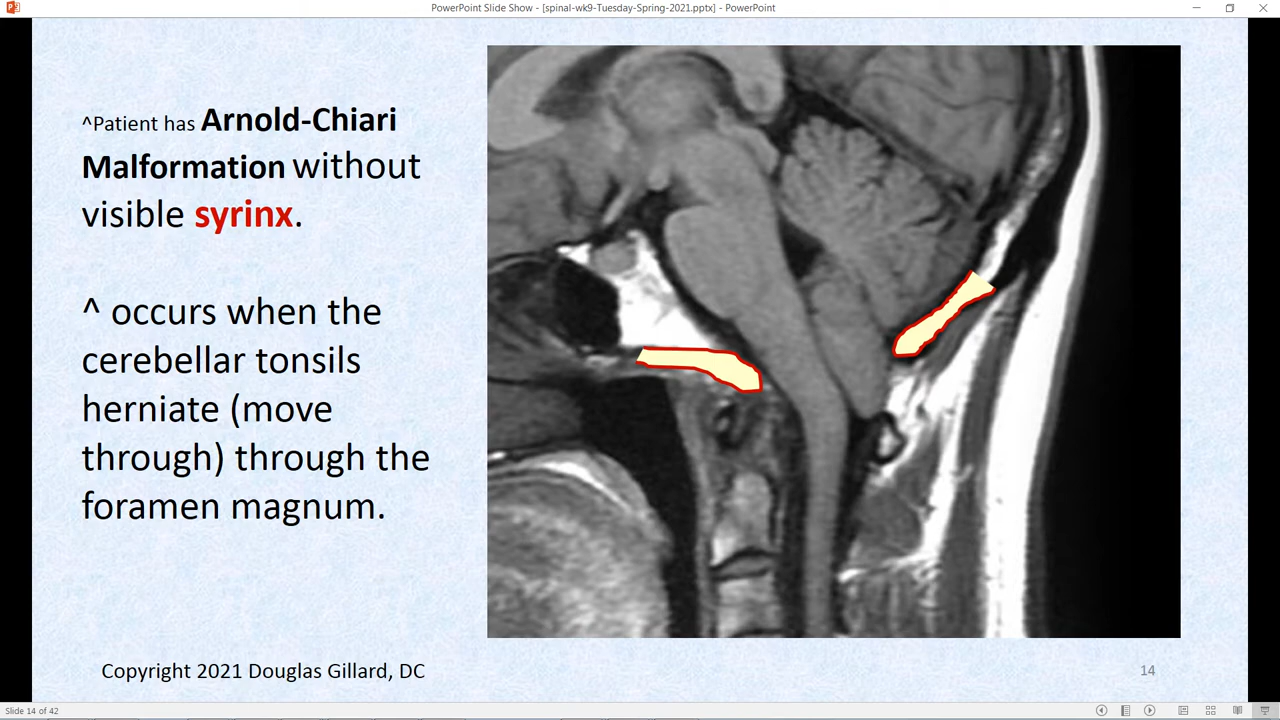 PowerPoint Slide Show - [spinal-wk9-Tuesday-Spring-2021.pptx] - PowerPoint
^Patient has Arnold-Chiari
Malformation without
visible syrinx.
^ occurs when the
cerebellar tonsils
herniate (move
through) through the
foramen magnum.
Copyright 2021 Douglas Gillard, DC
14
Slide 14 of 42